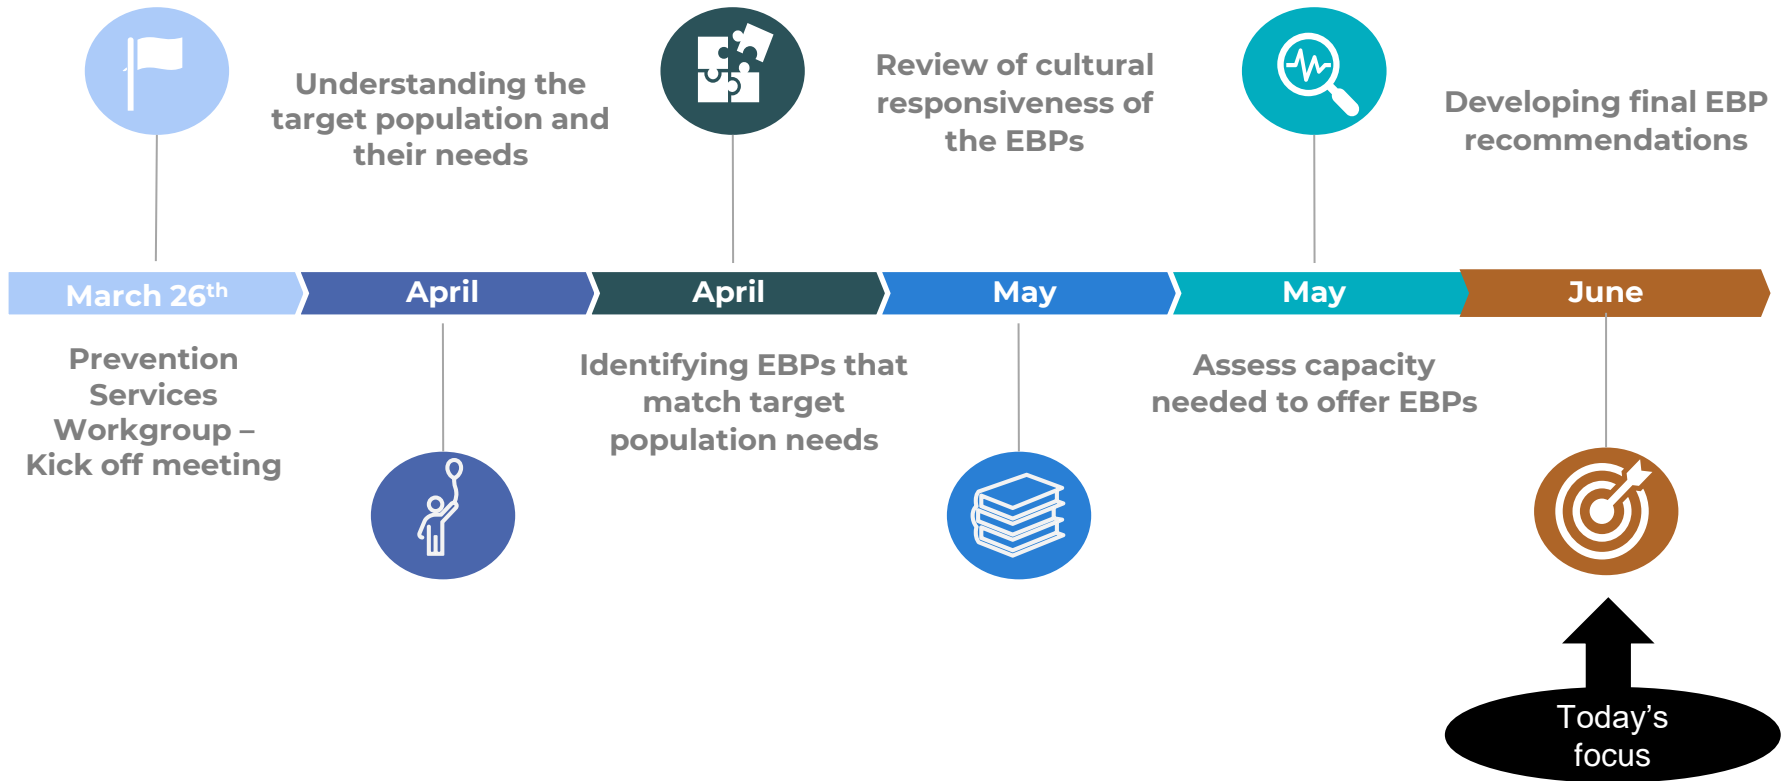 Understanding the
target population and
their needs
Review of cultural
responsiveness of
the EBPs
Developing final EBP
recommendations
March 26th
April
April
May
May
June
Prevention
Services
Workgroup –
Kick off meeting
Identifying EBPs that
match target
population needs
Assess capacity
needed to offer EBPs
Today's
focus